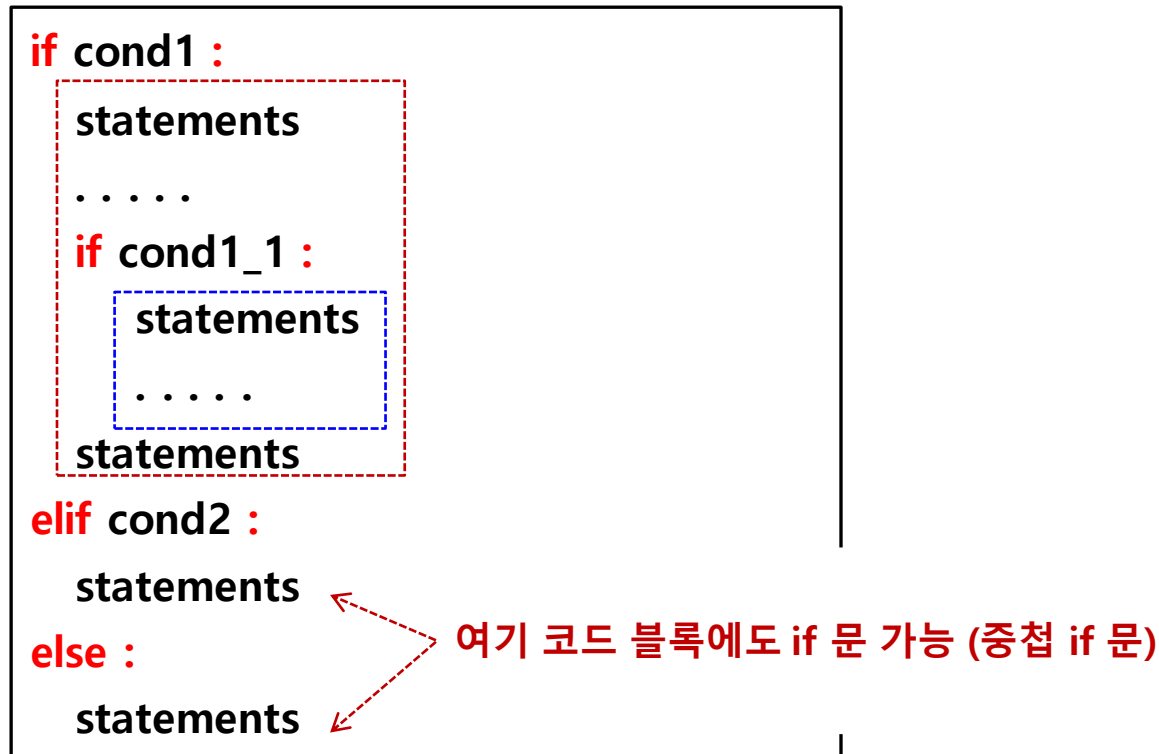 if cond1 :
statements
. . . . .
if cond1_1 :
statements
. . . . .
statements
elif cond2 :
statements
여기 코드 블록에도 if 문 가능 (중첩 if 문)
else :
statements